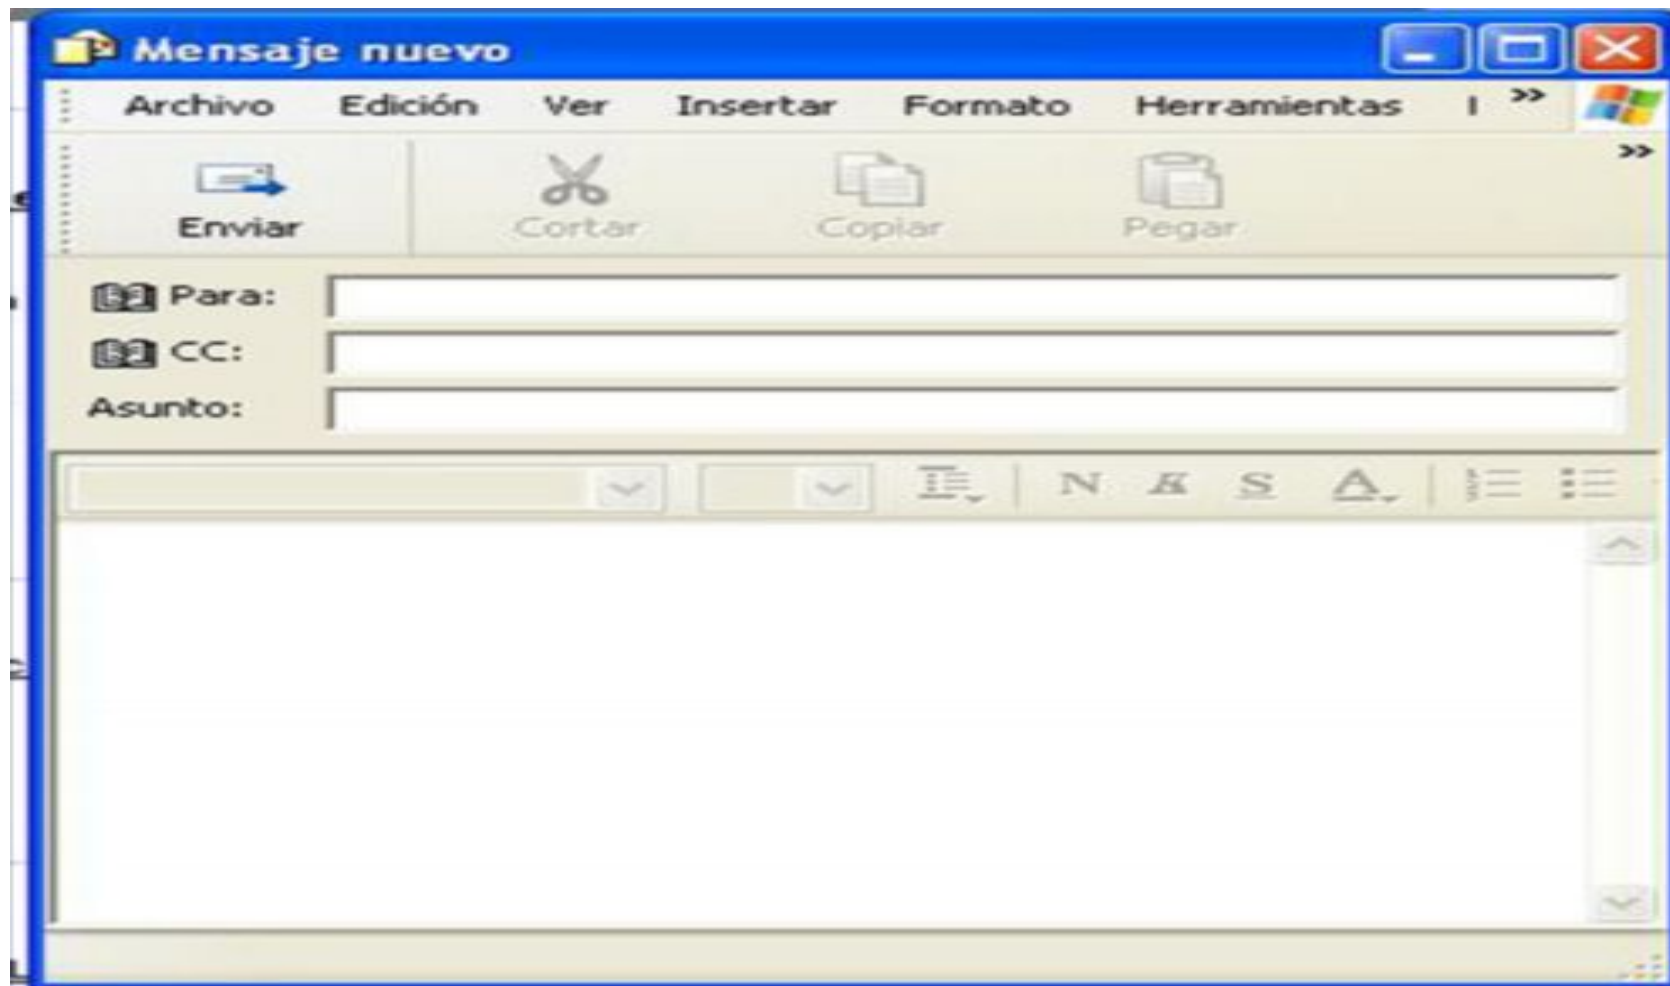 Mensaje nuevo
Archivo Edición Ver Insertar Formato Herramientas »
»
Enviar Cortar Copiar Pegar
Para:
CC:
Asunto:
N K S A